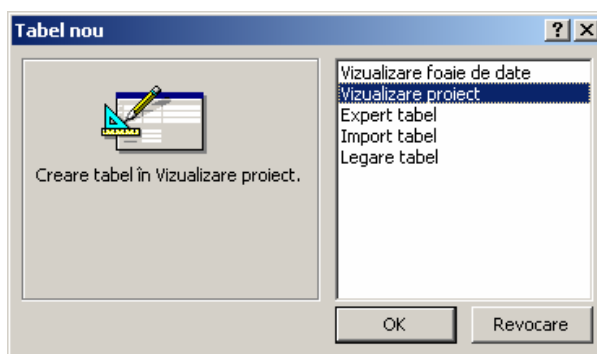 Tabel nou
Creare tabel în Vizualizare proiect.
Vizualizare foaie de date
Vizualizare proiect
Expert tabel
Import tabel
Legare tabel
OK
Revocare